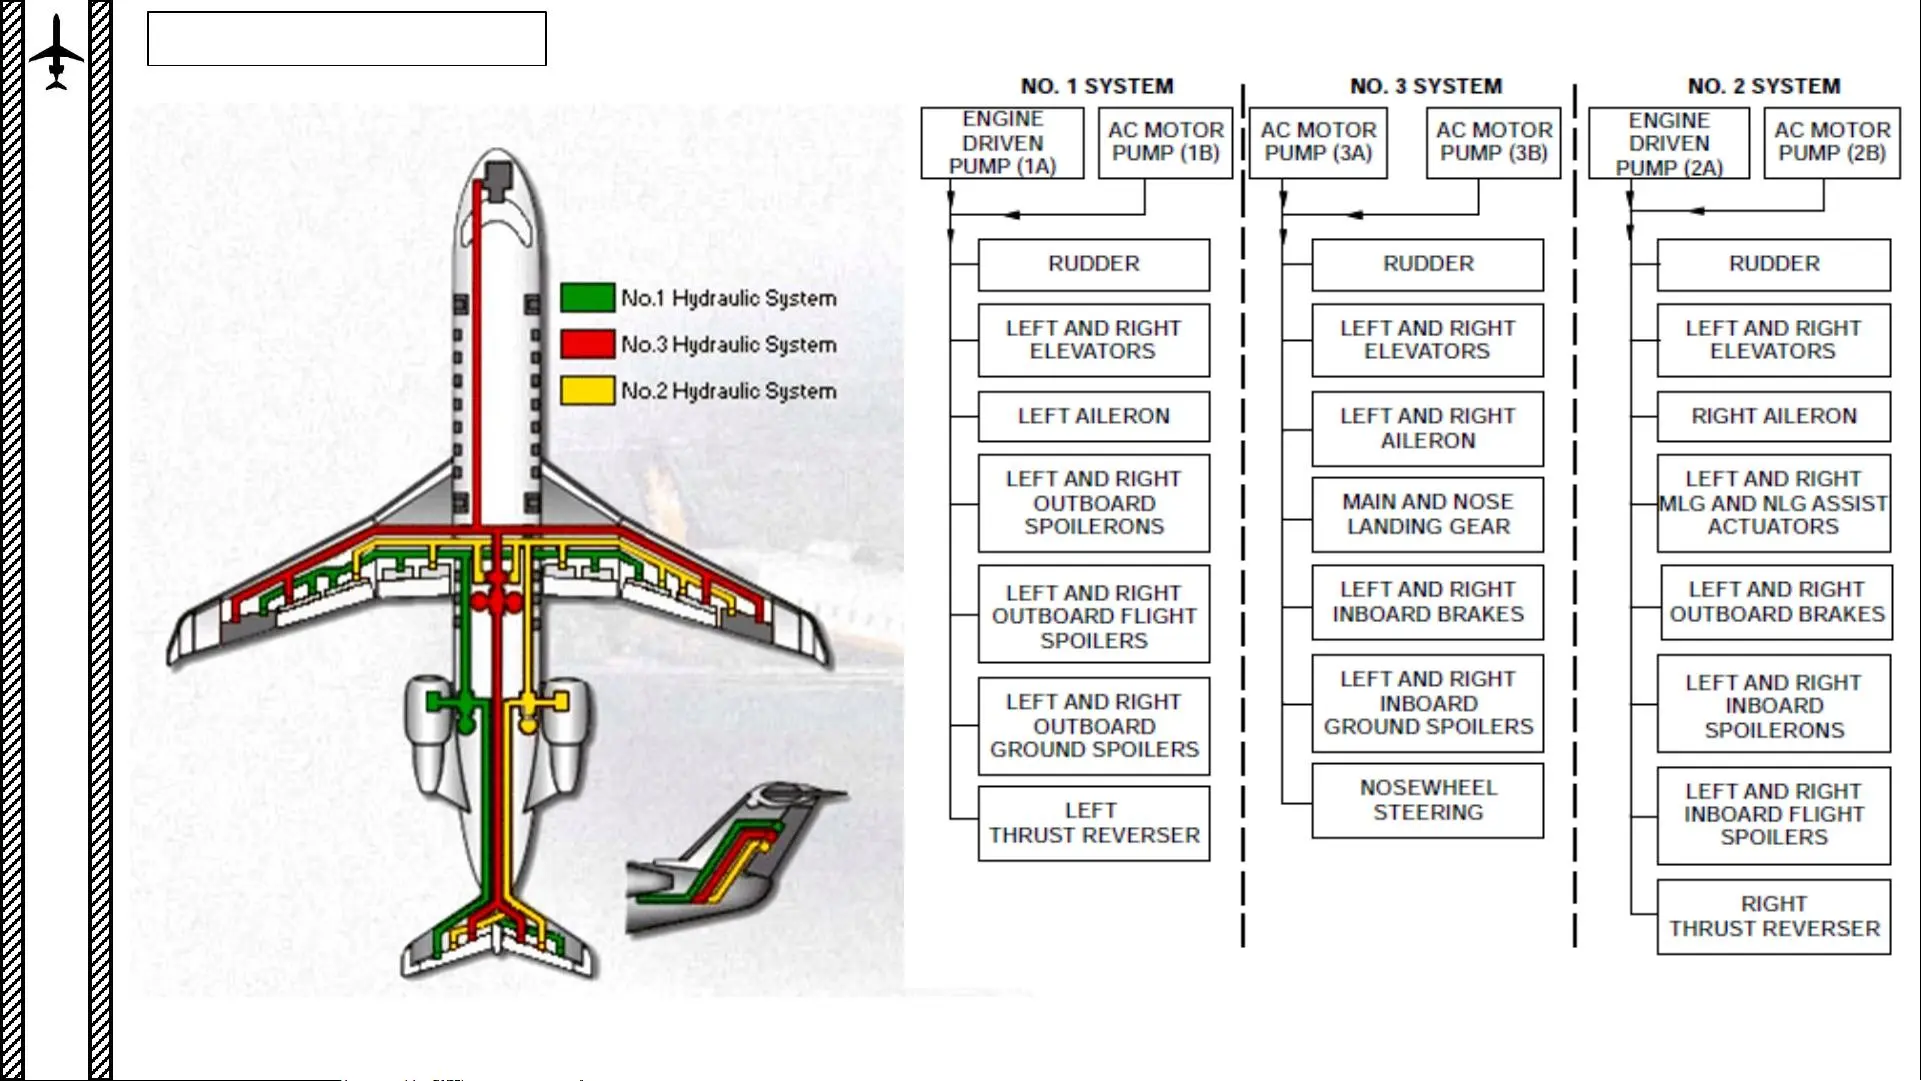 No.1 Hydraulic System
No.3 Hydraulic System
No.2 Hydraulic System
NO. 1 SYSTEM
ENGINE
DRIVEN
PUMP (1A)
AC MOTOR
PUMP (1B)
RUDDER
LEFT AND RIGHT
ELEVATORS
LEFT AILERON
LEFT AND RIGHT
OUTBOARD
SPOILERONS
LEFT AND RIGHT
OUTBOARD FLIGHT
SPOILERS
LEFT AND RIGHT
OUTBOARD
GROUND SPOILERS
LEFT
THRUST REVERSER
NO. 3 SYSTEM
AC MOTOR
PUMP (3A)
AC MOTOR
PUMP (3B)
RUDDER
LEFT AND RIGHT
ELEVATORS
LEFT AND RIGHT
AILERON
MAIN AND NOSE
LANDING GEAR
LEFT AND RIGHT
INBOARD BRAKES
LEFT AND RIGHT
INBOARD
GROUND SPOILERS
NOSEWHEEL
STEERING
NO. 2 SYSTEM
ENGINE
DRIVEN
PUMP (2A)
AC MOTOR
PUMP (2B)
RUDDER
LEFT AND RIGHT
ELEVATORS
RIGHT AILERON
LEFT AND RIGHT
MLG AND NLG ASSIST
ACTUATORS
LEFT AND RIGHT
OUTBOARD BRAKES
LEFT AND RIGHT
INBOARD
SPOILERONS
LEFT AND RIGHT
INBOARD FLIGHT
SPOILERS
RIGHT
THRUST REVERSER